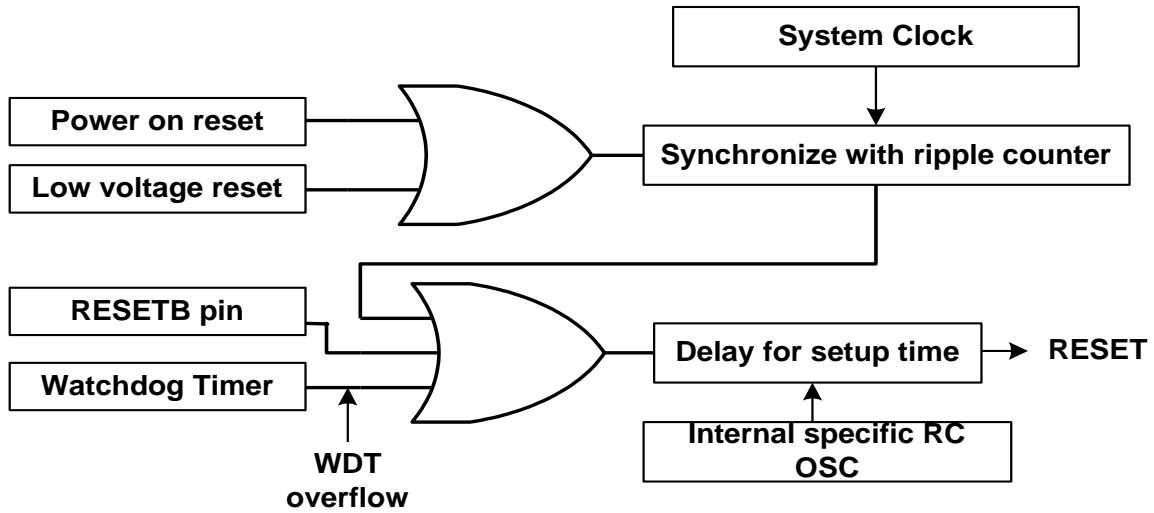 System Clock
Power on reset
Synchronize with ripple counter
Low voltage reset
RESETB pin
Delay for setup time
RESET
Watchdog Timer
Internal specific RC
OSC
WDT
overflow